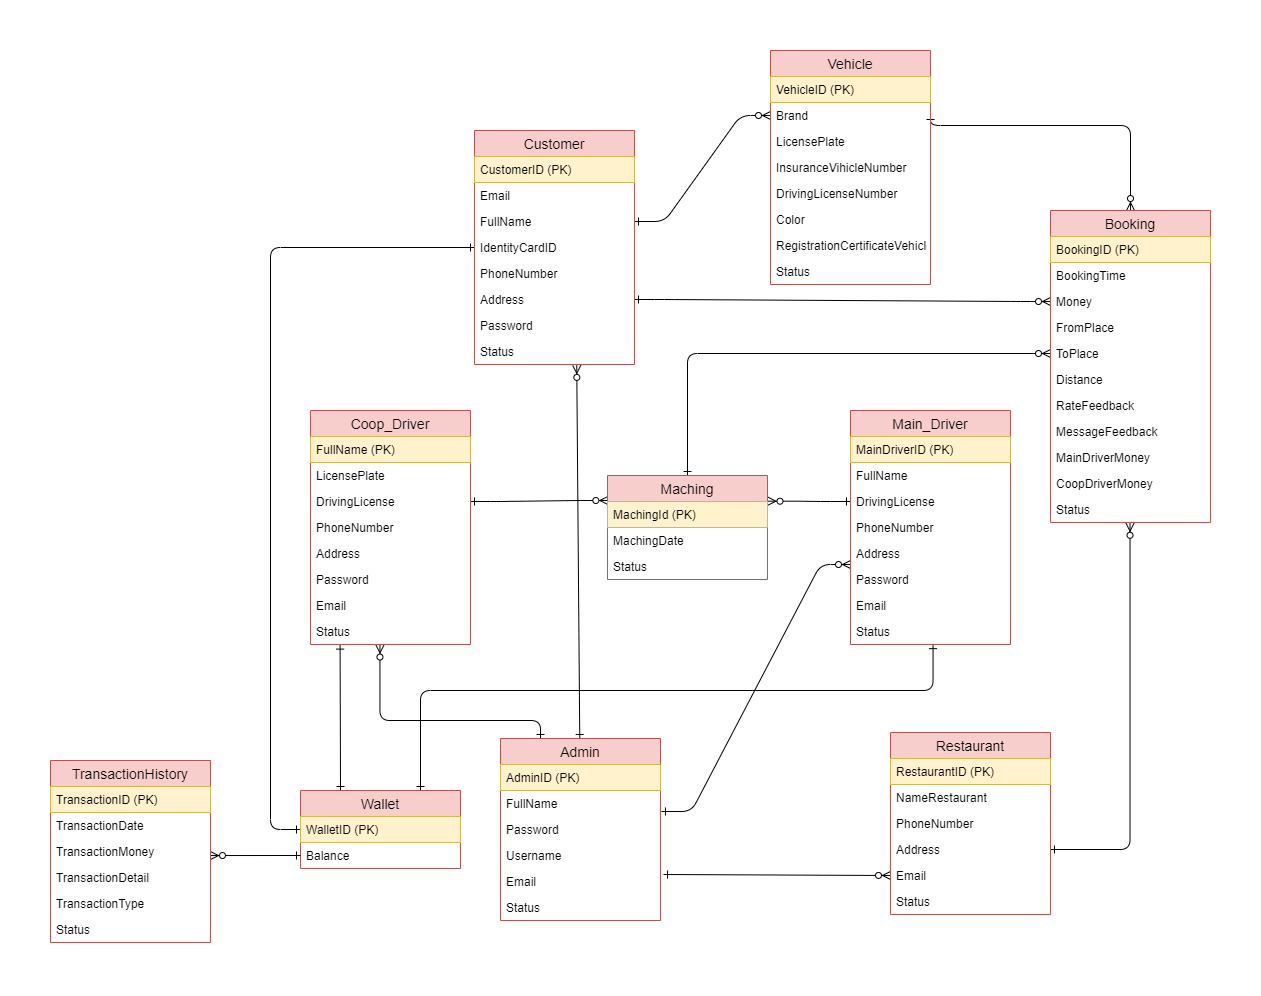 Vehicle
VehicleID (PK)
Brand
LicensePlate
InsuranceVihicleNumber
DrivingLicenseNumber
Color
RegistrationCertificateVehicl
Status
Customer
CustomerID (PK)
Email
FullName
IdentityCardID
PhoneNumber
Address
Password
Status
Booking
BookingID (PK)
BookingTime
Money
FromPlace
ToPlace
Distance
RateFeedback
MessageFeedback
MainDriverMoney
CoopDriverMoney
Status
Coop_Driver
FullName (PK)
LicensePlate
DrivingLicense
PhoneNumber
Address
Password
Email
Status
Maching
MachingId (PK)
MachingDate
Status
Main_Driver
MainDriverID (PK)
FullName
DrivingLicense
PhoneNumber
Address
Password
Email
Status
TransactionHistory
TransactionID (PK)
TransactionDate
TransactionMoney
TransactionDetail
TransactionType
Status
Wallet
WalletID (PK)
Balance
Admin
AdminID (PK)
FullName
Password
Username
Email
Status
Restaurant
RestaurantID (PK)
NameRestaurant
PhoneNumber
Address
Email
Status